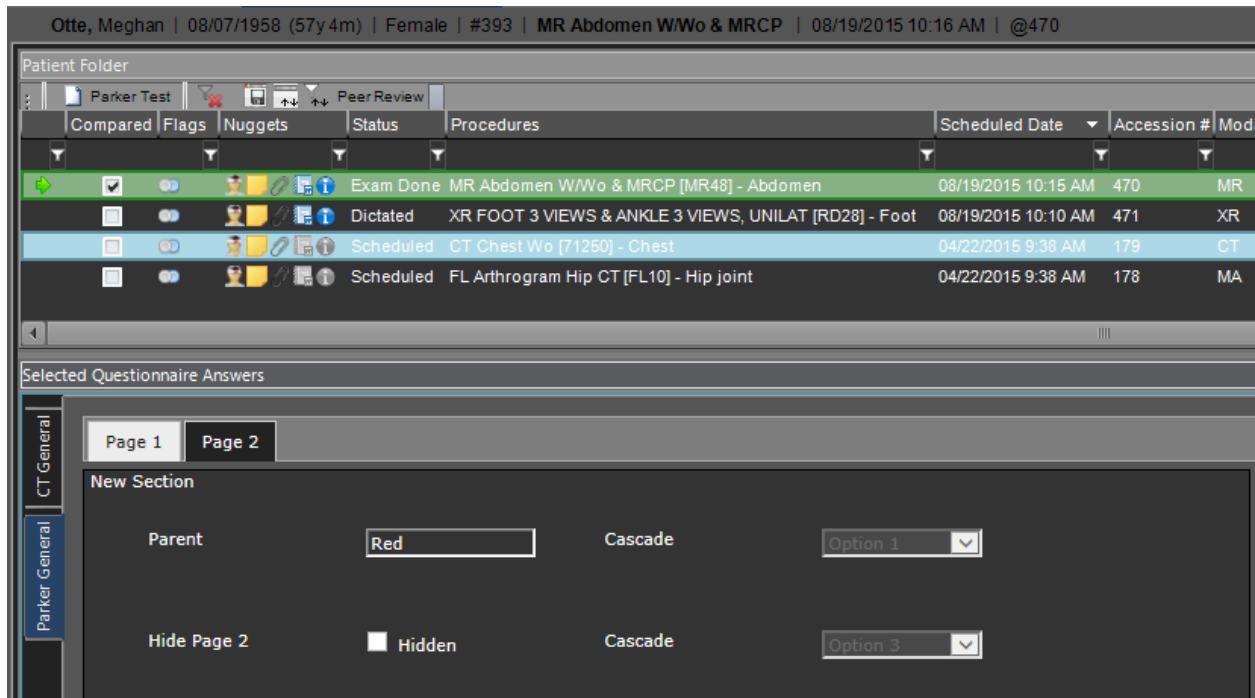 Otte, Meghan | 08/07/1958 (57y 4m) | Female | #393 | MR Abdomen W/Wo & MRCP | 08/19/2015 10:16 AM | @470
Patient Folder
Parker Test Peer Review
Compared Flags Nuggets Status Procedures Scheduled Date Accession # Mod
Exam Done MR Abdomen W/Wo & MRCP [MR48] - Abdomen 08/19/2015 10:15 AM 470 MR
Dictated XR FOOT 3 VIEWS & ANKLE 3 VIEWS, UNILAT [RD28] - Foot 08/19/2015 10:10 AM 471 XR
Scheduled CT Chest Wo [71250] - Chest 04/22/2015 9:38 AM 179 CT
Scheduled FL Arthrogram Hip CT [FL10] - Hip joint 04/22/2015 9:38 AM 178 MA
Selected Questionnaire Answers
CT General
Parker General
Page 1 Page 2
New Section
Parent Red Cascade Option 1
Hide Page 2 Hidden Cascade Option 3